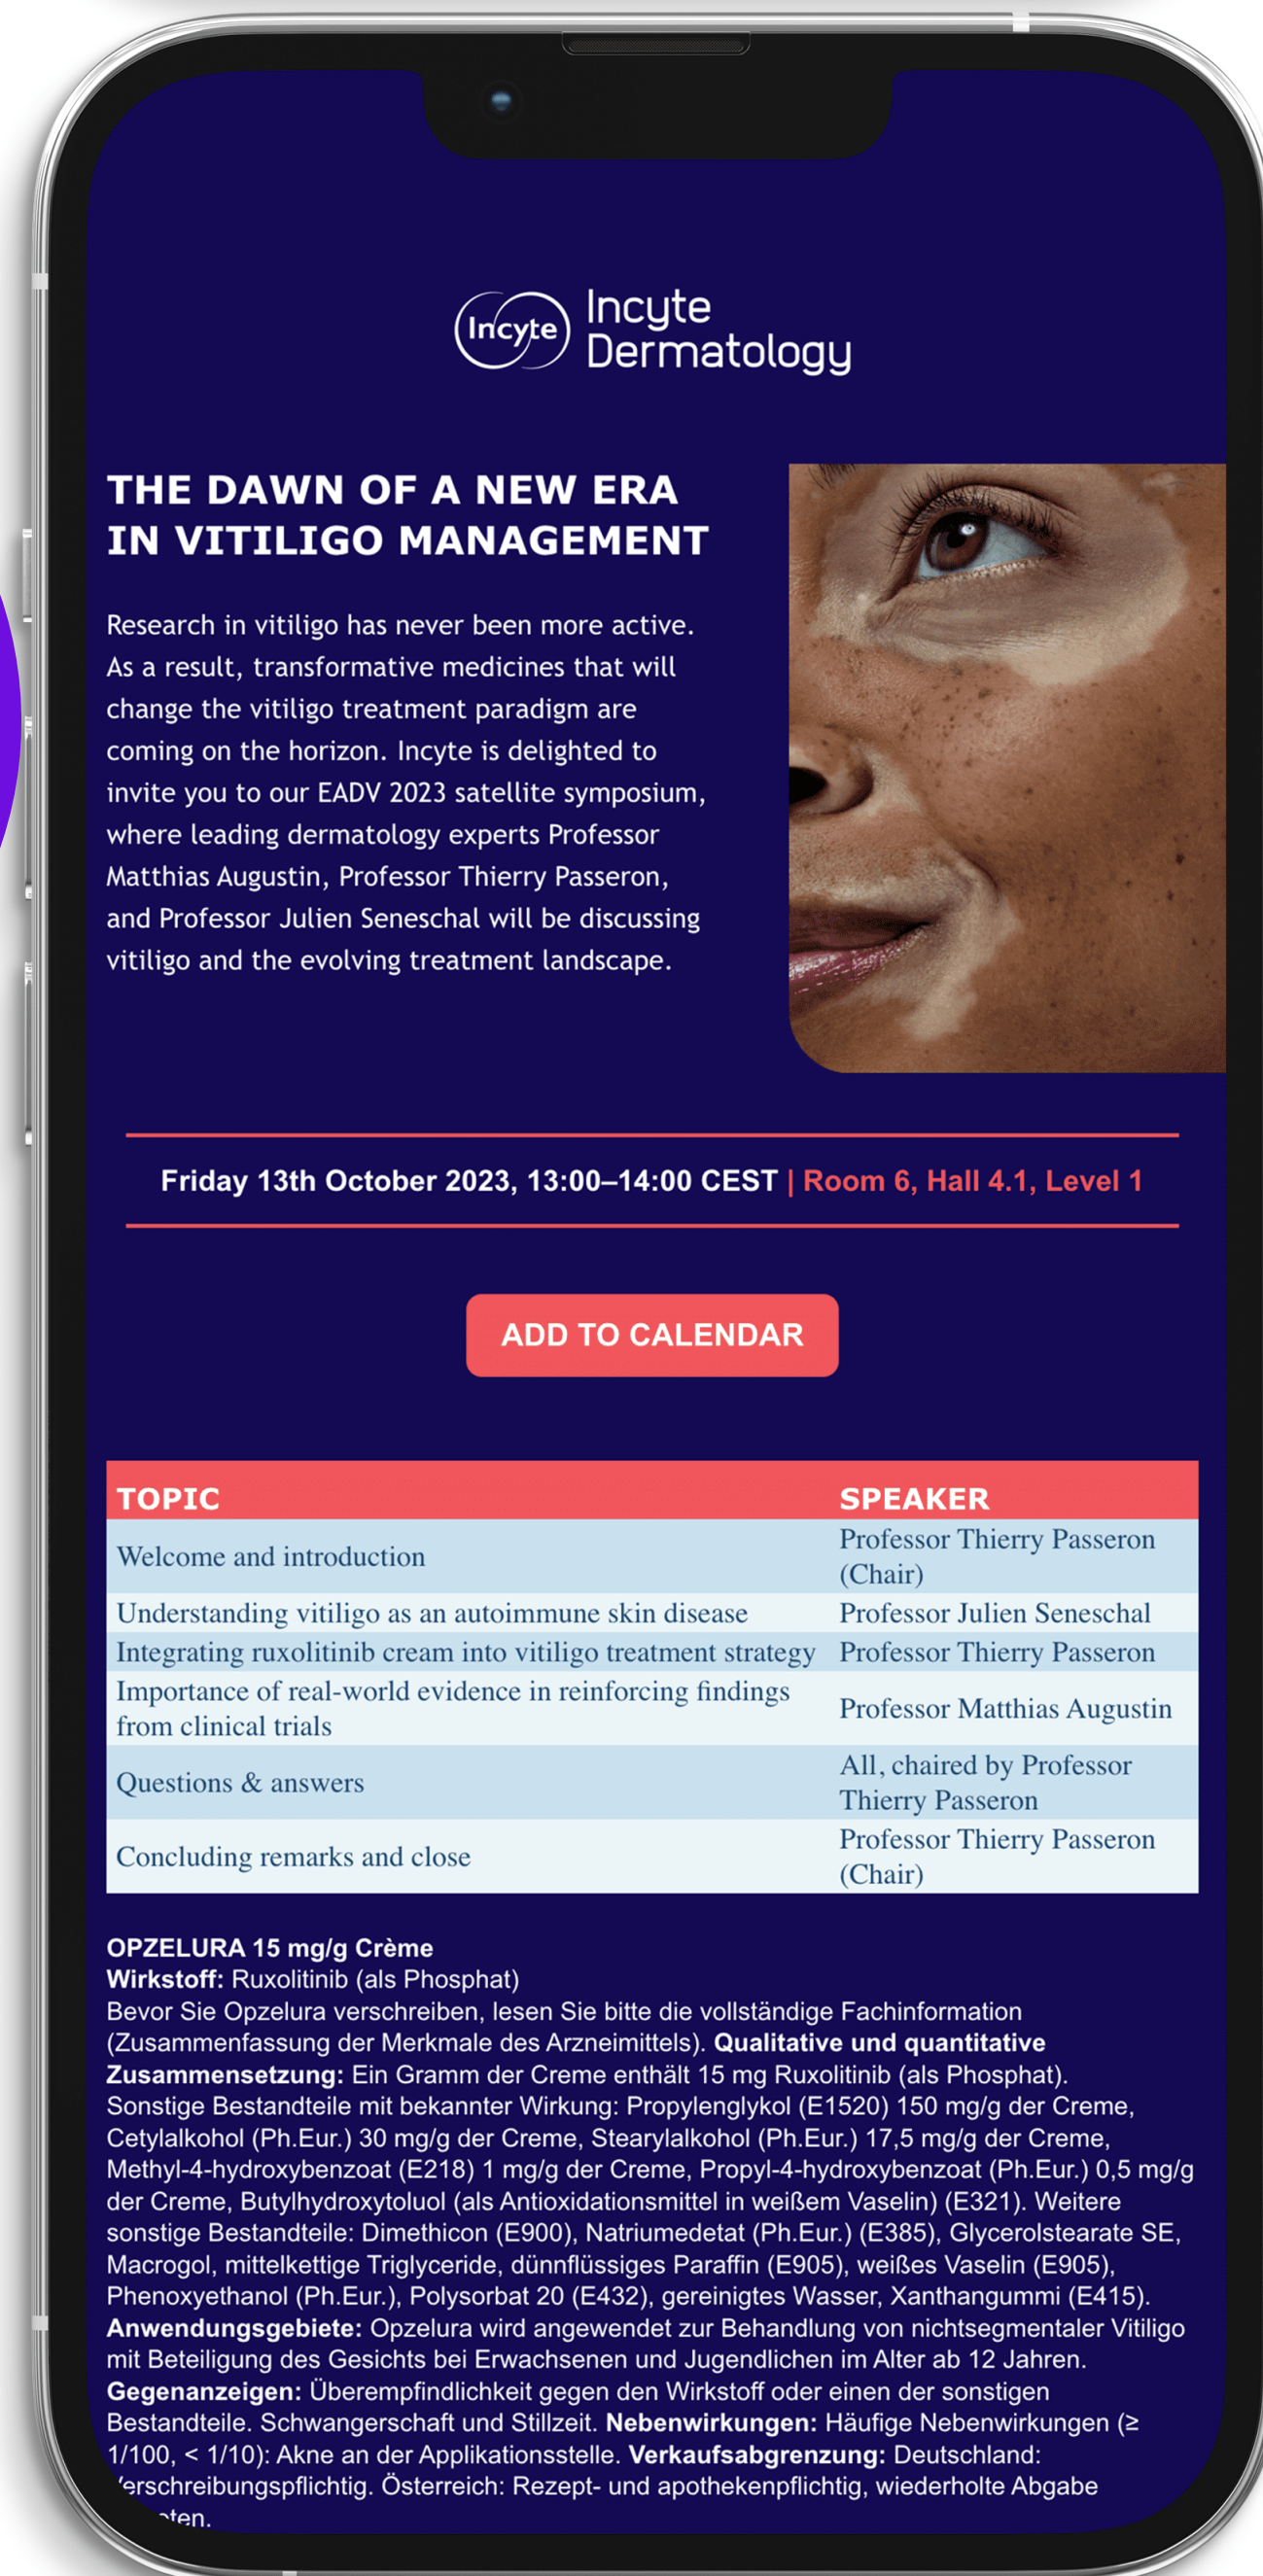 Incyte
Incyte
Dermatology
THE DAWN OF A NEW ERA
IN VITILIGO MANAGEMENT
Research in vitiligo has never been more active.
As a result, transformative medicines that will
change the vitiligo treatment paradigm are
coming on the horizon. Incyte is delighted to
invite you to our EADV 2023 satellite symposium,
where leading dermatology experts Professor
Matthias Augustin, Professor Thierry Passeron,
and Professor Julien Seneschal will be discussing
vitiligo and the evolving treatment landscape.
Friday 13th October 2023, 13:00–14:00 CEST | Room 6, Hall 4.1, Level 1
ADD TO CALENDAR
TOPIC SPEAKER
Welcome and introduction Professor Thierry Passeron
(Chair)
Understanding vitiligo as an autoimmune skin disease Professor Julien Seneschal
Integrating ruxolitinib cream into vitiligo treatment strategy Professor Thierry Passeron
Importance of real-world evidence in reinforcing findings
from clinical trials Professor Matthias Augustin
Questions & answers All, chaired by Professor
Thierry Passeron
Concluding remarks and close Professor Thierry Passeron
(Chair)
OPZELURA 15 mg/g Crème
Wirkstoff: Ruxolitinib (als Phosphat)
Bevor Sie Opzelura verschreiben, lesen Sie bitte die vollständige Fachinformation
(Zusammenfassung der Merkmale des Arzneimittels). Qualitative und quantitative
Zusammensetzung: Ein Gramm der Creme enthält 15 mg Ruxolitinib (als Phosphat).
Sonstige Bestandteile mit bekannter Wirkung: Propylenglykol (E1520) 150 mg/g der Creme,
Cetylalkohol (Ph.Eur.) 30 mg/g der Creme, Stearylalkohol (Ph.Eur.) 17,5 mg/g der Creme,
Methyl-4-hydroxybenzoat (E218) 1 mg/g der Creme, Propyl-4-hydroxybenzoat (Ph.Eur.) 0,5 mg/g
der Creme, Butylhydroxytoluol (als Antioxidationsmittel in weißem Vaselin) (E321). Weitere
sonstige Bestandteile: Dimethicon (E900), Natriumedetat (Ph.Eur.) (E385), Glycerolstearate SE,
Macrogol, mittelkettige Triglyceride, dünnflüssiges Paraffin (E905), weißes Vaselin (E905),
Phenoxyethanol (Ph.Eur.), Polysorbat 20 (E432), gereinigtes Wasser, Xanthangummi (E415).
Anwendungsgebiete: Opzelura wird angewendet zur Behandlung von nichtsegmentaler Vitiligo
mit Beteiligung des Gesichts bei Erwachsenen und Jugendlichen im Alter ab 12 Jahren.
Gegenanzeigen: Überempfindlichkeit gegen den Wirkstoff oder einen der sonstigen
Bestandteile. Schwangerschaft und Stillzeit. Nebenwirkungen: Häufige Nebenwirkungen (≥
1/100, < 1/10): Akne an der Applikationsstelle. Verkaufsabgrenzung: Deutschland:
erschreibungspflichtig. Österreich: Rezept- und apothekenpflichtig, wiederholte Abgabe